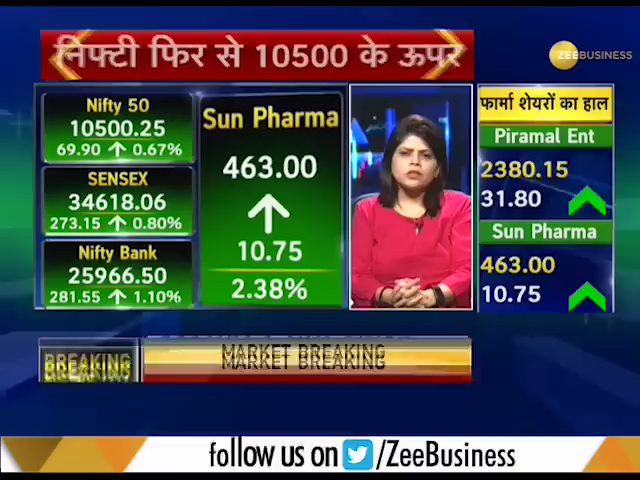 निफ्टी फिर से 10500 के ऊपर
ZEEBUSINESS
Nifty 50
10500.25
69.90 ↑ 0.67%
SENSEX
34618.06
273.15 ↑ 0.80%
Nifty Bank
25966.50
281.55 ↑ 1.10%
Sun Pharma
463.00
↑
10.75
2.38%
फार्मा शेयरों का हाल
Piramal Ent
2380.15
31.80
Sun Pharma
463.00
10.75
BREAKING
MARKET BREAKING
MARKET BREAKING
follow us on /ZeeBusiness